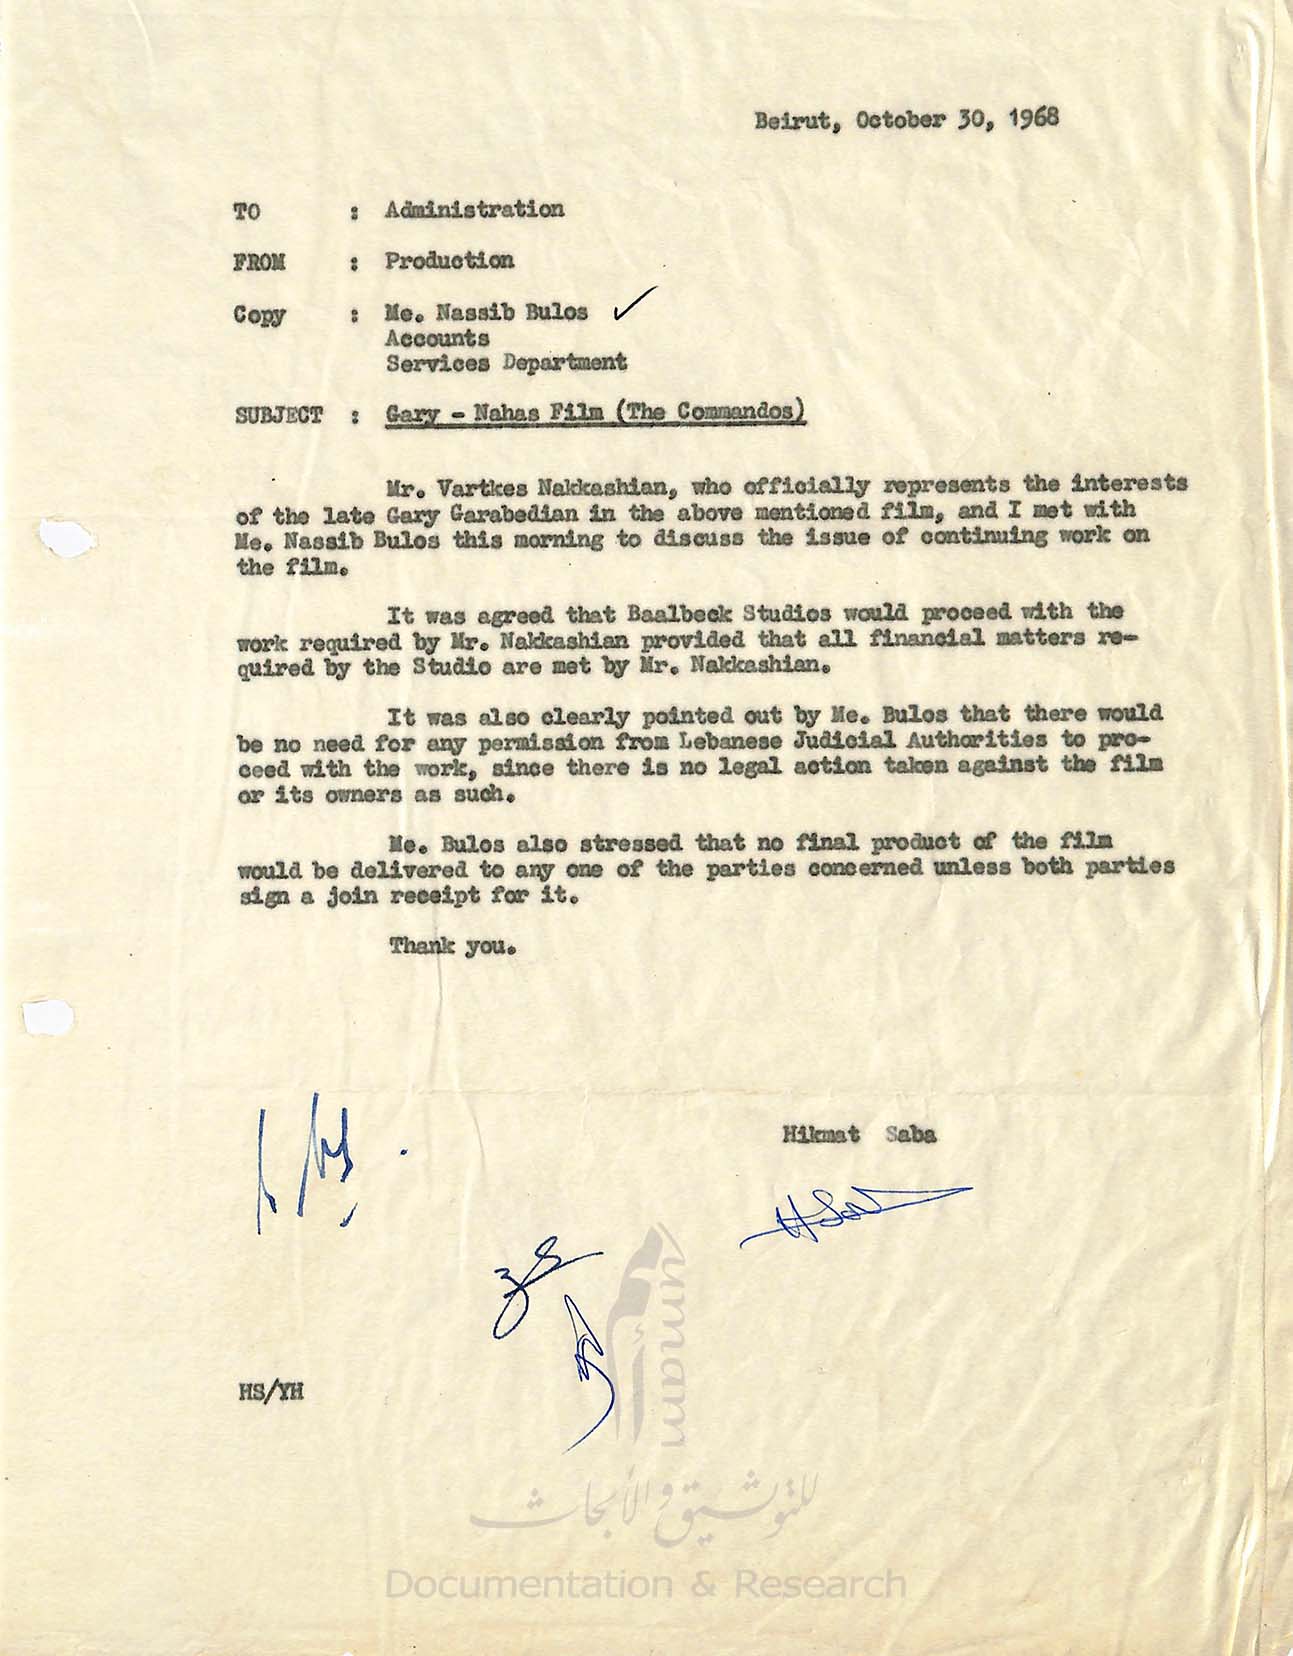 Beirut, October 30, 1968
TO : Administration
FROM : Production
Copy : Me. Nassib Bulos ✓
Accounts
Services Department
SUBJECT : Gary - Nahas Film (The Commandos)
Mr. Vartkes Nakkashian, who officially represents the interests
of the late Gary Garabedian in the above mentioned film, and I met with
Me. Nassib Bulos this morning to discuss the issue of continuing work on
the film.
It was agreed that Baalbeck Studios would proceed with the
work required by Mr. Nakkashian provided that all financial matters re-
quired by the Studio are met by Mr. Nakkashian.
It was also clearly pointed out by Me. Bulos that there would
be no need for any permission from Lebanese Judicial Authorities to pro-
ceed with the work, since there is no legal action taken against the film
or its owners as such.
Me. Bulos also stressed that no final product of the film
would be delivered to any one of the parties concerned unless both parties
sign a join receipt for it.
Thank you.
Hikmat Saba
HS/YH
umam
للتوثيق والأبحاث
Documentation & Research